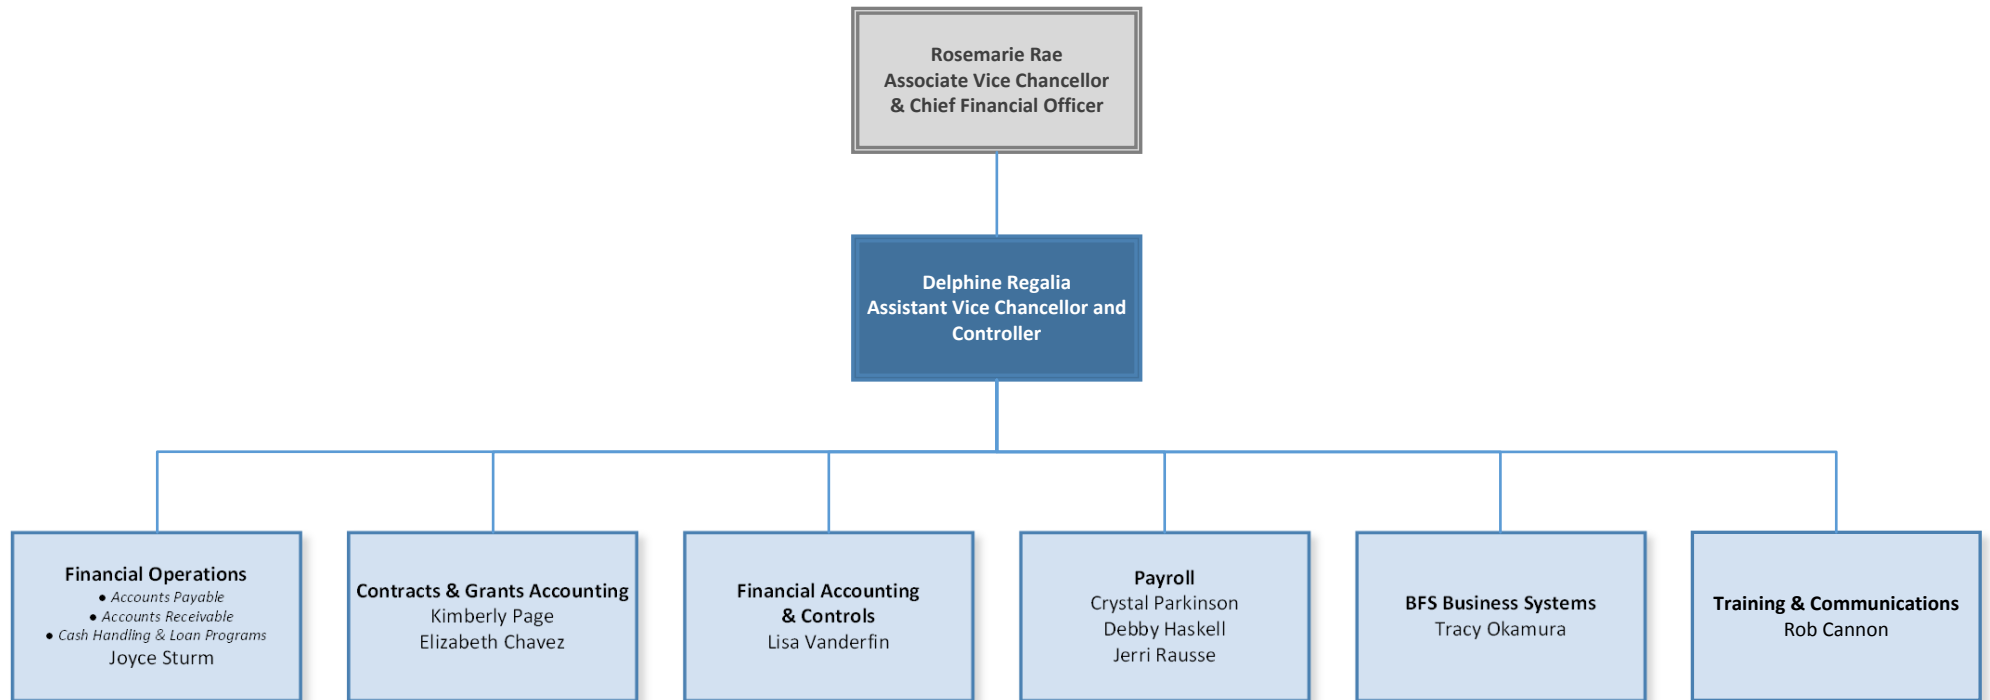 Rosemarie Rae
Associate Vice Chancellor
& Chief Financial Officer
Delphine Regalia
Assistant Vice Chancellor and
Controller
Financial Operations
● Accounts Payable
● Accounts Receivable
● Cash Handling & Loan Programs
Joyce Sturm
Contracts & Grants Accounting
Kimberly Page
Elizabeth Chavez
Financial Accounting
& Controls
Lisa Vanderfin
Payroll
Crystal Parkinson
Debby Haskell
Jerri Rausse
BFS Business Systems
Tracy Okamura
Training & Communications
Rob Cannon